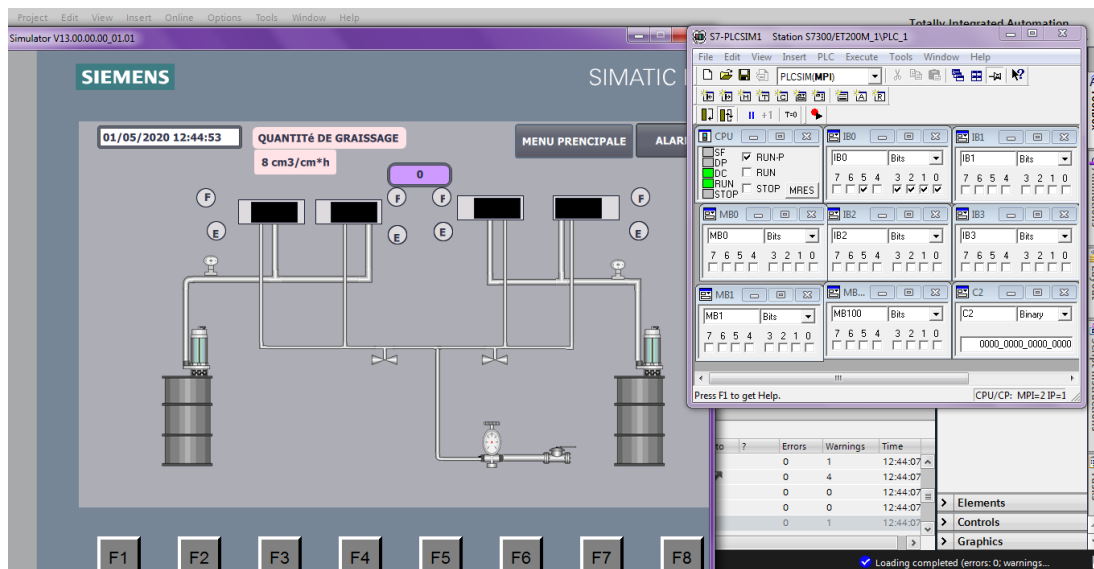 Project Edit View Insert Online Options Tools Window Help
Totally Integrated Automation
Simulator V13.00.00.00_01.01
SIEMENS
SIMATIC
01/05/2020 12:44:53
QUANTITé DE GRAISSAGE
8 cm3/cm*h
MENU PRENCIPALE
ALAR
0
F F F F
E E E E
F1 F2 F3 F4 F5 F6 F7 F8
S7-PLCSIM1 Station S7300/ET200M_1\PLC_1
File Edit View Insert PLC Execute Tools Window Help
PLCSIM(MPI)
+1 T=0
CPU
SF
DP
DC
RUN
STOP
RUN-P
RUN
STOP MRES
IB0
IB0 Bits
7 6 5 4 3 2 1 0
IB1
IB1 Bits
7 6 5 4 3 2 1 0
MB0
MB0 Bits
7 6 5 4 3 2 1 0
IB2
IB2 Bits
7 6 5 4 3 2 1 0
IB3
IB3 Bits
7 6 5 4 3 2 1 0
MB1
MB1 Bits
7 6 5 4 3 2 1 0
MB...
MB100 Bits
7 6 5 4 3 2 1 0
C2
C2 Binary
0000_0000_0000_0000
Press F1 to get Help.
CPU/CP: MPI=2 IP=1
to ? Errors Warnings Time
0 1 12:44:07
0 4 12:44:07
0 0 12:44:07
0 0 12:44:07
0 1 12:44:07
Elements
Controls
Graphics
Loading completed (errors: 0; warnings...